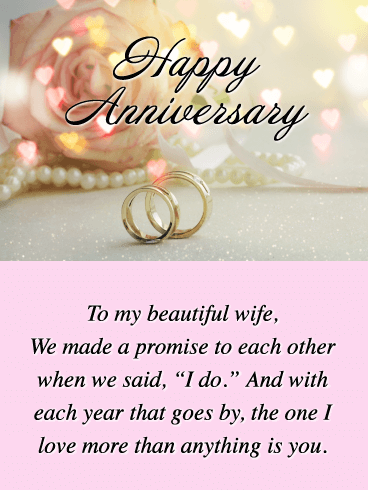 Happy
Anniversary
To my beautiful wife,
We made a promise to each other
when we said, “I do.” And with
each year that goes by, the one I
love more than anything is you.